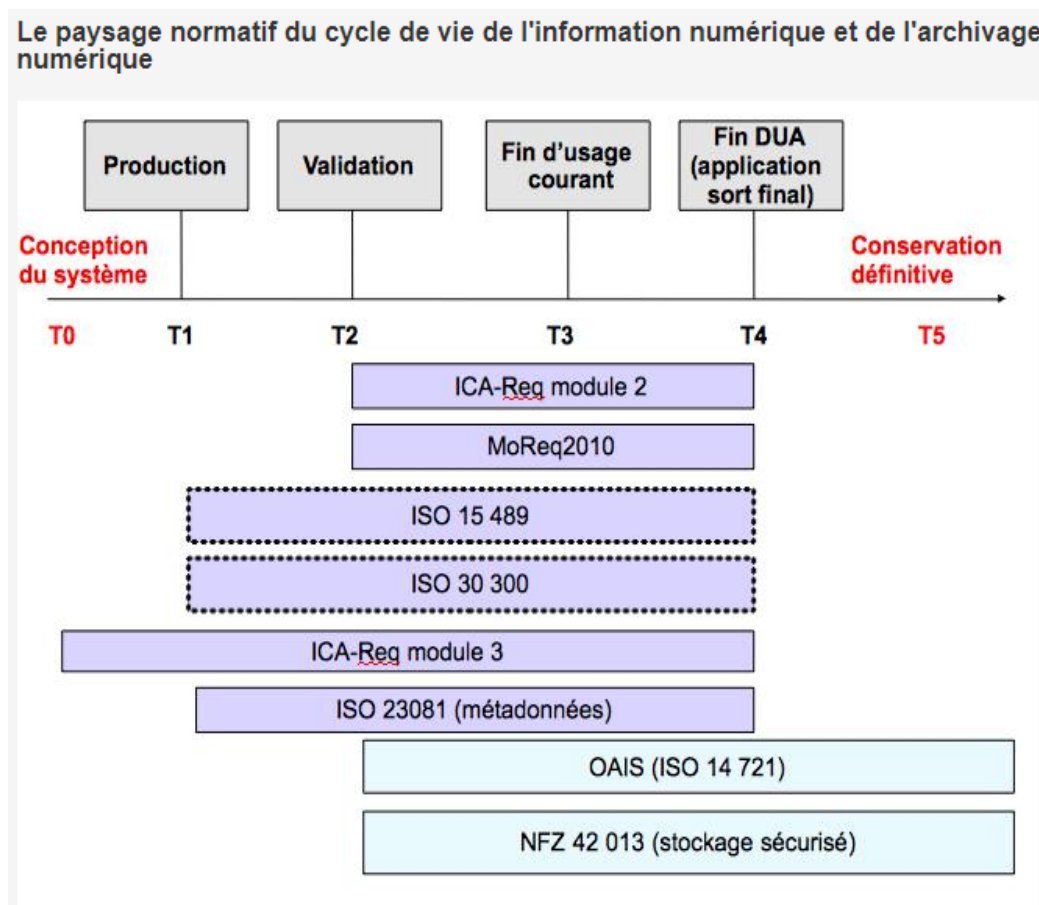 Le paysage normatif du cycle de vie de l'information numérique et de l'archivage
numérique
Production
Validation
Fin d'usage
courant
Fin DUA
(application
sort final)
Conception
du système
Conservation
définitive
T0
T1
T2
T3
T4
T5
ICA-Req module 2
MoReq2010
ISO 15 489
ISO 30 300
ICA-Req module 3
ISO 23081 (métadonnées)
OAIS (ISO 14 721)
NFZ 42 013 (stockage sécurisé)